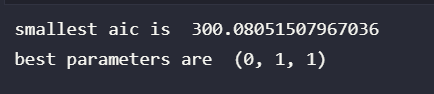 smallest aic is  300.08051507967036
best parameters are  (0, 1, 1)